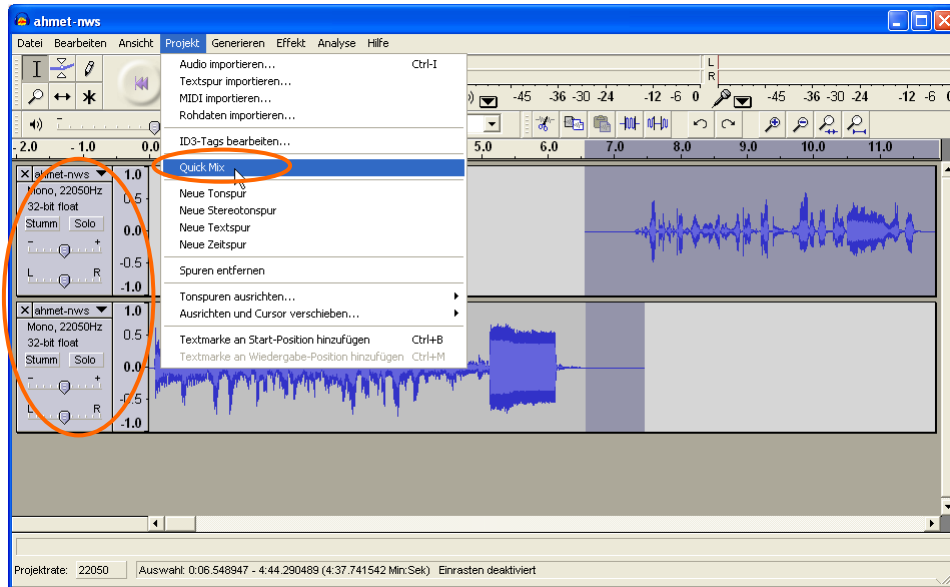 ahmet-nws
Datei Bearbeiten Ansicht Projekt Generieren Effekt Analyse Hilfe
Audio importieren... Ctrl-I
Textspur importieren...
MIDI importieren...
Rohdaten importieren...
ID3-Tags bearbeiten...
Quick Mix
Neue Tonspur
Neue Stereotonspur
Neue Textspur
Neue Zeitspur
Spuren entfernen
Tonspuren ausrichten...
Ausrichten und Cursor verschieben...
Textmarke an Start-Position hinzufügen Ctrl+B
Textmarke an Wiedergabe-Position hinzufügen Ctrl+M
L
R
-45 -36 -30 -24 -12 -6 0 -45 -36 -30 -24 -12 -6
- 2.0 - 1.0 0.0 5.0 6.0 7.0 8.0 9.0 10.0 11.0
ahmet-nws 1.0
Mono, 22050Hz
32-bit float 0.5
Stumm Solo 0.0
- +
-0.5
L R
-1.0
ahmet-nws 1.0
Mono, 22050Hz
32-bit float 0.5
Stumm Solo 0.0
- +
-0.5
L R
-1.0
Projektrate: 22050 Auswahl: 0:06.548947 - 4:44.290489 (4:37.741542 Min:Sek) Einrasten deaktiviert